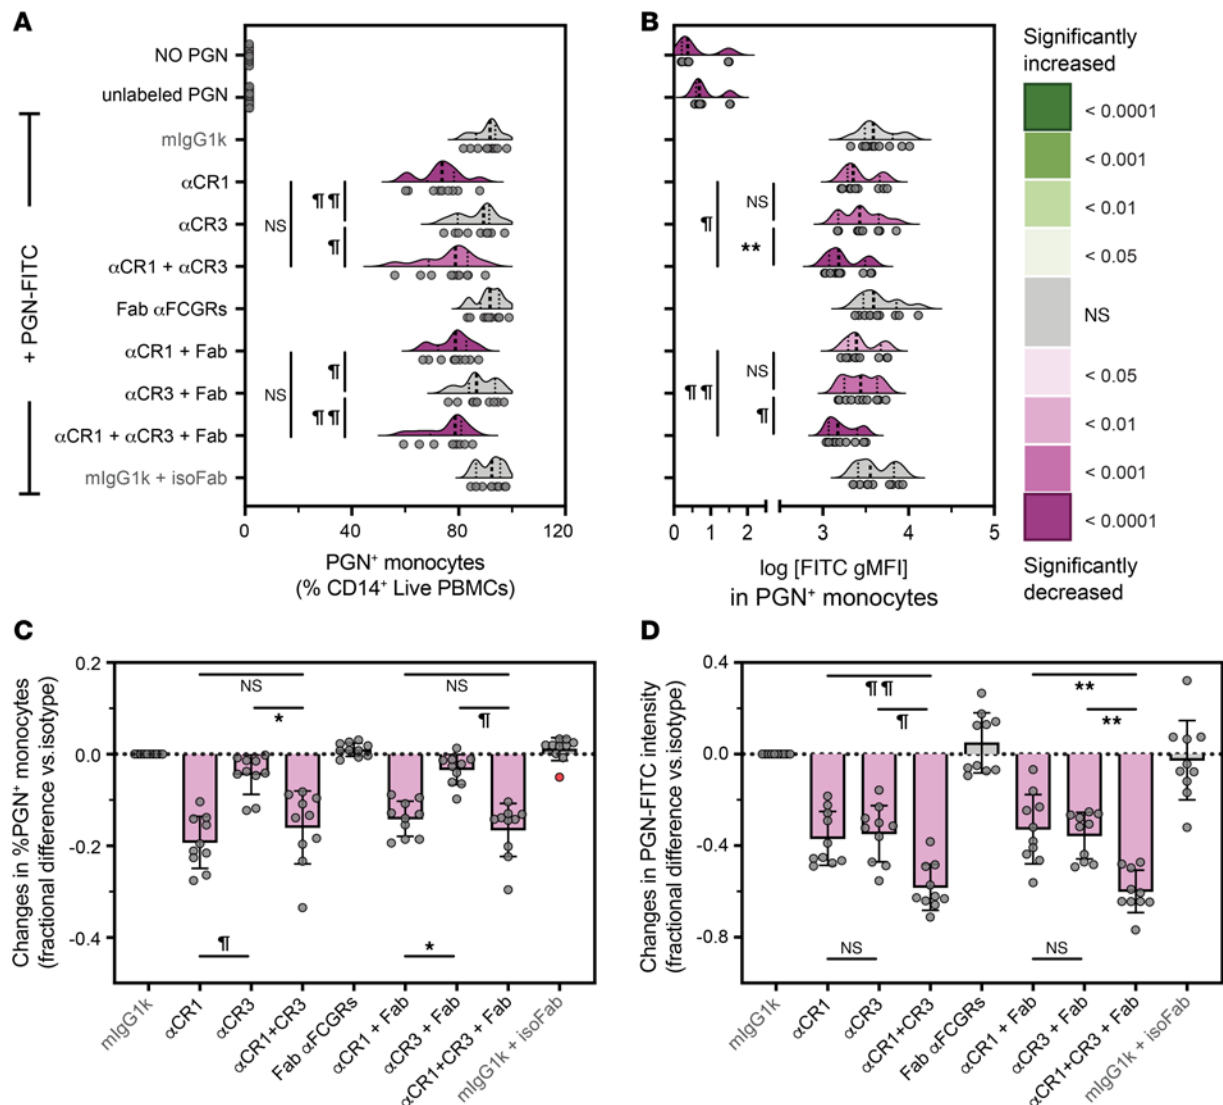 A
NO PGN
unlabeled PGN
+ PGN-FITC
mIgG1k
αCR1
αCR3
αCR1 + αCR3
Fab αFCGRs
αCR1 + Fab
αCR3 + Fab
αCR1 + αCR3 + Fab
mIgG1k + isoFab
NS
¶ ¶
¶
NS
¶
¶ ¶
0 40 80 120
PGN⁺ monocytes
(% CD14⁺ Live PBMCs)
B
¶
NS
**
¶ ¶
NS
¶
0 1 2 3 4 5
log [FITC gMFI]
in PGN⁺ monocytes
Significantly
increased
< 0.0001
< 0.001
< 0.01
< 0.05
NS
< 0.05
< 0.01
< 0.001
< 0.0001
Significantly
decreased
C
Changes in %PGN⁺ monocytes
(fractional difference vs.isotype)
0.2
0.0
-0.2
-0.4
NS
*
NS
¶
¶
*
mIgG1k
αCR1
αCR3
αCR1+CR3
Fab αFCGRs
αCR1 + Fab
αCR3 + Fab
αCR1+CR3 + Fab
mIgG1k + isoFab
D
Changes in PGN-FITC intensity
(fractional difference vs.isotype)
0.4
0.0
-0.4
-0.8
¶ ¶
¶
**
**
NS
NS
mIgG1k
αCR1
αCR3
αCR1+CR3
Fab αFCGRs
αCR1 + Fab
αCR3 + Fab
αCR1+CR3 + Fab
mIgG1k + isoFab